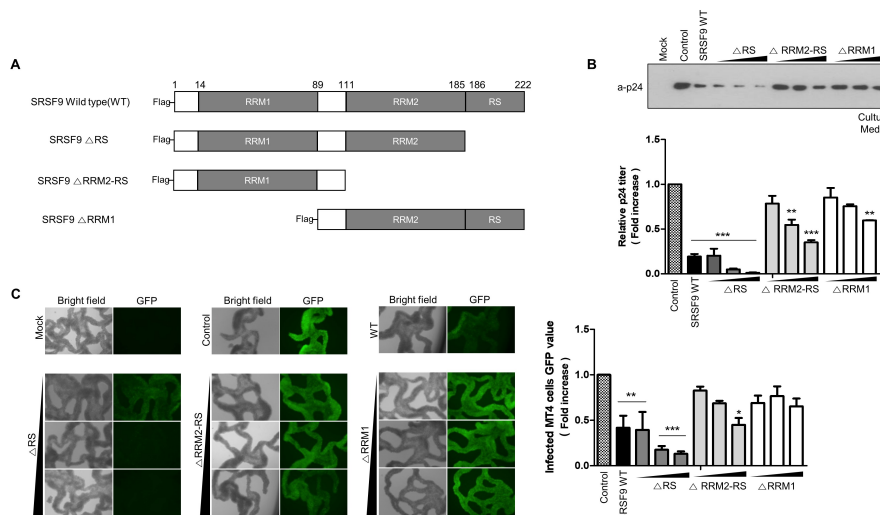 A
1 14 89 111 185 186 222
SRSF9 Wild type(WT) Flag RRM1 RRM2 RS
SRSF9 △RS Flag RRM1 RRM2
SRSF9 △RRM2-RS Flag RRM1
SRSF9 △RRM1 Flag RRM2 RS
B
Mock Control SRSF9 WT △RS △ RRM2-RS △RRM1
a-p24
Cultu
Med
Relative p24 titer
( Fold increase )
1.5
1.0
0.5
0.0
*** ** *** **
Control SRSF9 WT △RS △ RRM2-RS △RRM1
C
Bright field GFP Bright field GFP Bright field GFP
Mock Control WT
△RS △RRM2-RS △RRM1
Infected MT4 cells GFP value
( Fold increase )
1.5
1.0
0.5
0.0
** *** *
Control RSF9 WT △RS △ RRM2-RS △RRM1